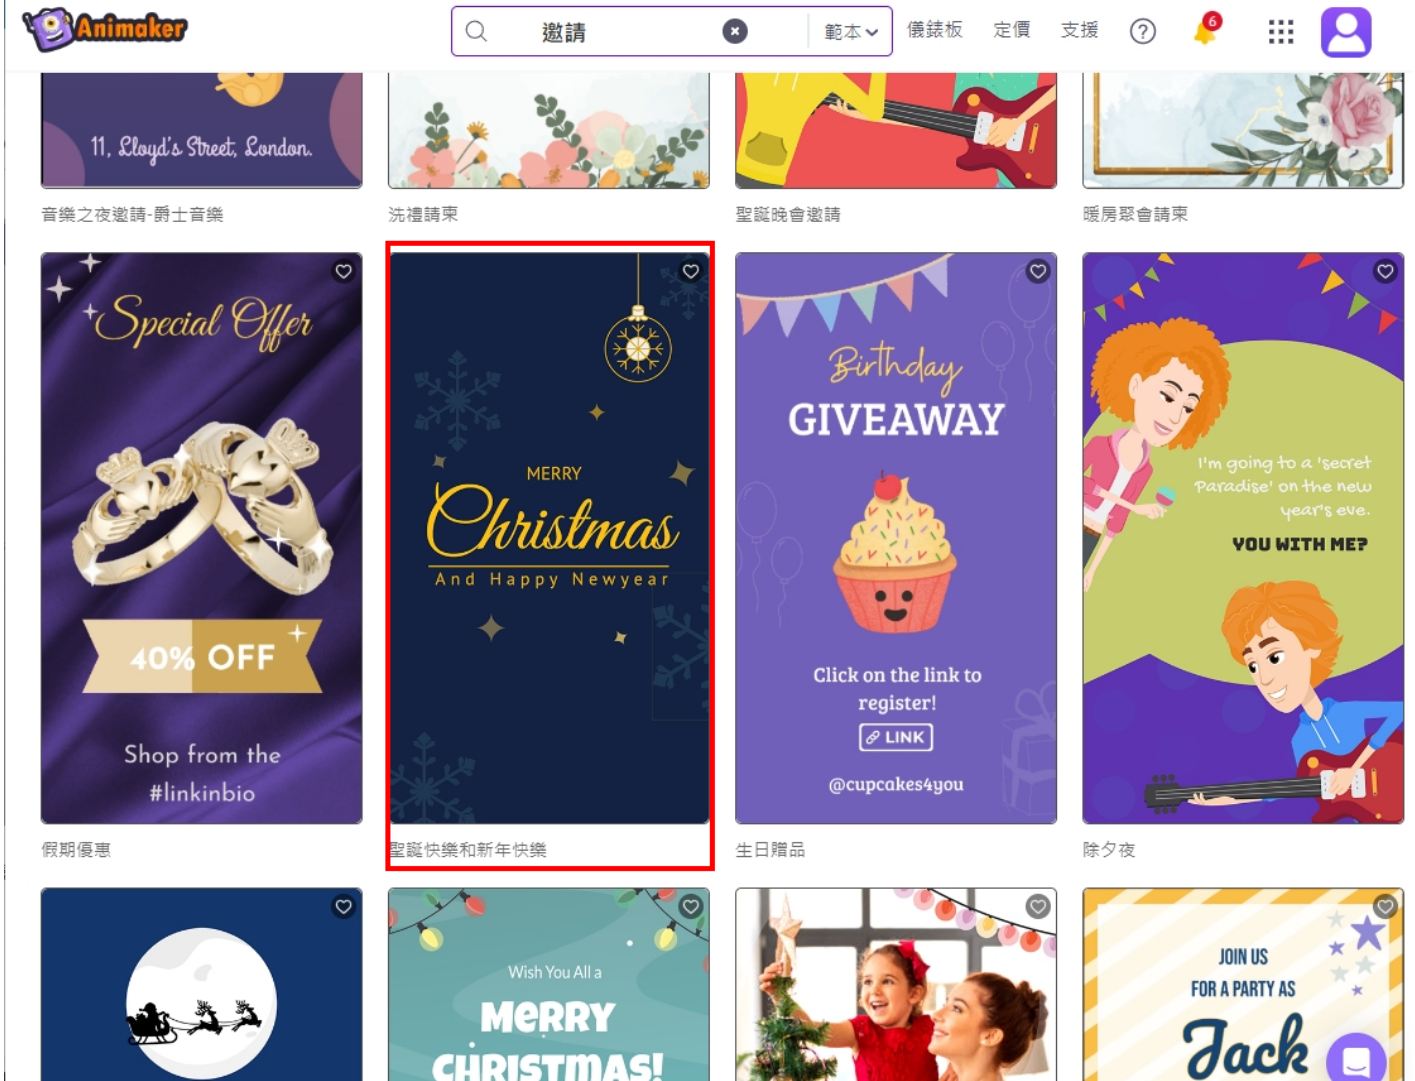 Animaker
邀請
範本
儀錶板
定價
支援
?
6
11, Lloyd's Street, London.
音樂之夜邀請-爵士音樂
洗禮請柬
聖誕晚會邀請
暖房聚會請柬
Special Offer
40% OFF
Shop from the
#linkinbio
假期優惠
MERRY
Christmas
And Happy Newyear
聖誕快樂和新年快樂
Birthday
GIVEAWAY
Click on the link to
register!
LINK
@cupcakes4you
生日贈品
I'm going to a 'secret
Paradise' on the new
year's eve.
YOU WITH ME?
除夕夜
Wish You All a
MERRY
CHRISTMAS!
JOIN US
FOR A PARTY AS
Jack